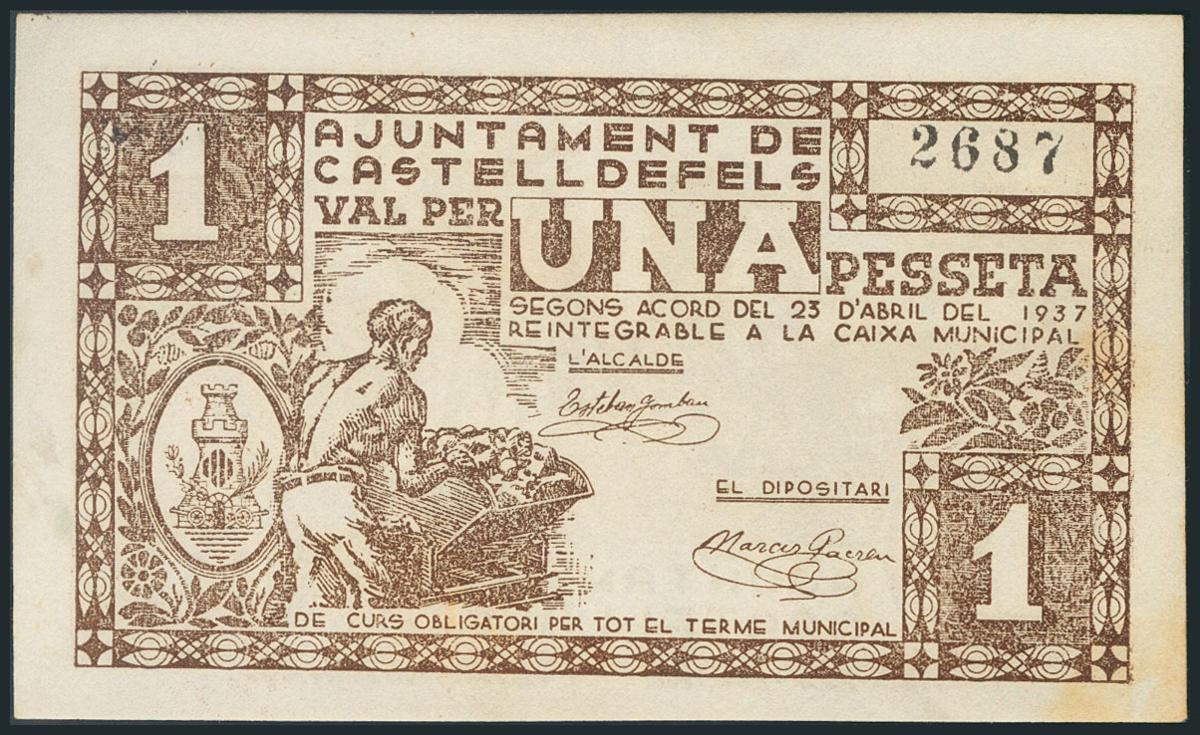 1
AJUNTAMENT DE
CASTELLDEFELS
2687
VAL PER UNA PESSETA
SEGONS ACORD DEL 23 D'ABRIL DEL 1937
REINTEGRABLE A LA CAIXA MUNICIPAL
L'ALCALDE
Esteban
EL DIPOSITARI
1
DE CURS OBLIGATORI PER TOT EL TERME MUNICIPAL